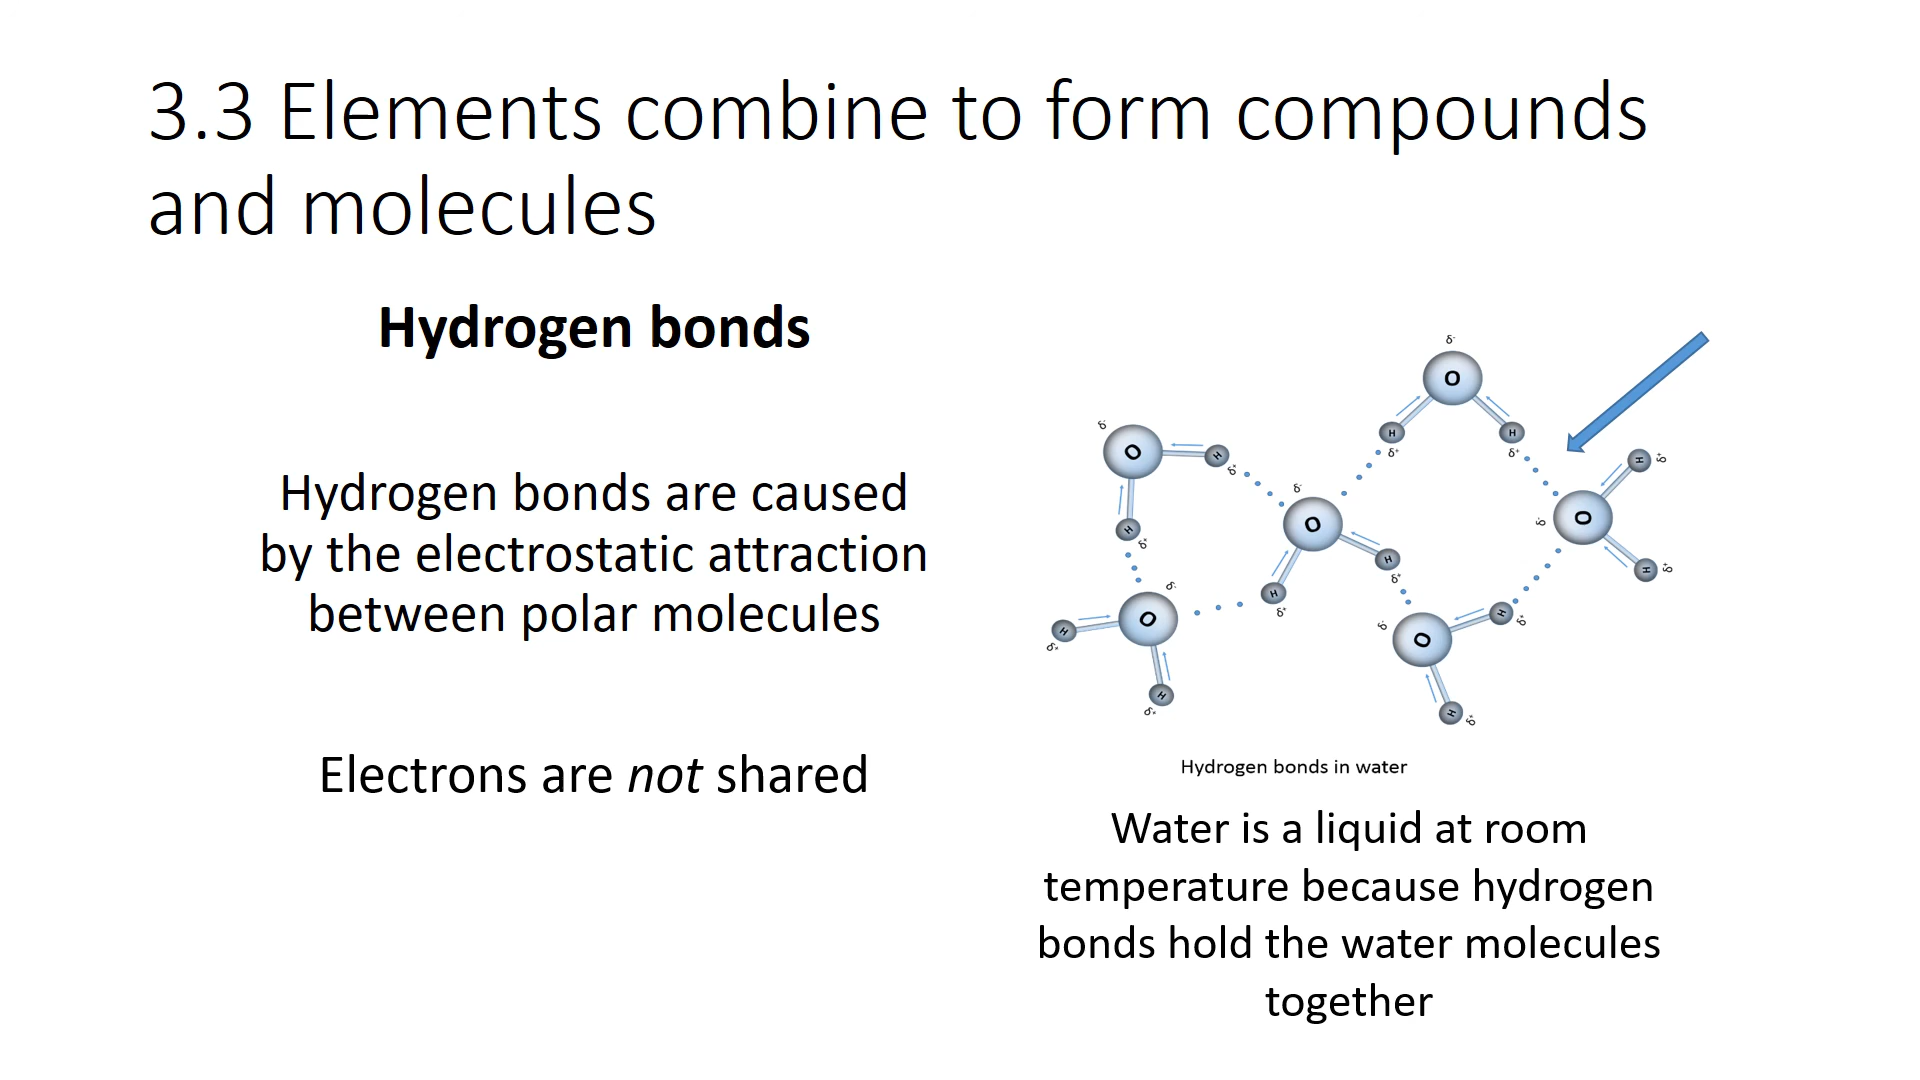 3.3 Elements combine to form compounds
and molecules
Hydrogen bonds
Hydrogen bonds are caused
by the electrostatic attraction
between polar molecules
Electrons are not shared
δ-
O
H
H
δ+
δ+
δ-
O
H
δ+
H
δ+
δ-
O
H
δ+
H
δ+
δ-
O
H
δ+
H
δ+
δ-
O
H
δ+
H
δ+
δ-
O
H
δ+
H
δ+
Hydrogen bonds in water
Water is a liquid at room
temperature because hydrogen
bonds hold the water molecules
together